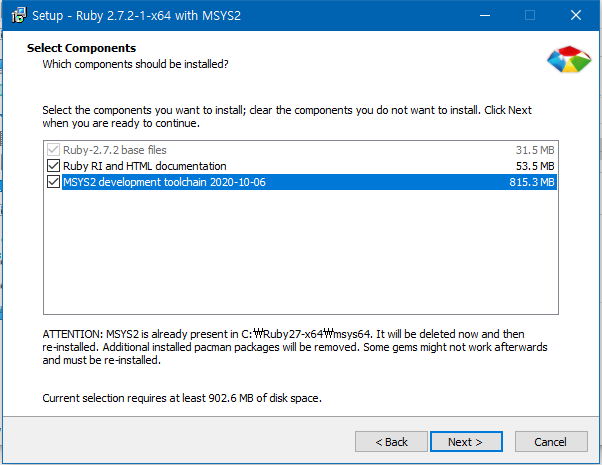 Setup - Ruby 2.7.2-1-x64 with MSYS2
Select Components
Which components should be installed?
Select the components you want to install; clear the components you do not want to install. Click Next
when you are ready to continue.
Ruby-2.7.2 base files 31.5 MB
Ruby RI and HTML documentation 53.5 MB
MSYS2 development toolchain 2020-10-06 815.3 MB
ATTENTION: MSYS2 is already present in C:₩Ruby27-x64₩msys64. It will be deleted now and then
re-installed. Additional installed pacman packages will be removed. Some gems might not work afterwards
and must be re-installed.
Current selection requires at least 902.6 MB of disk space.
< Back Next > Cancel